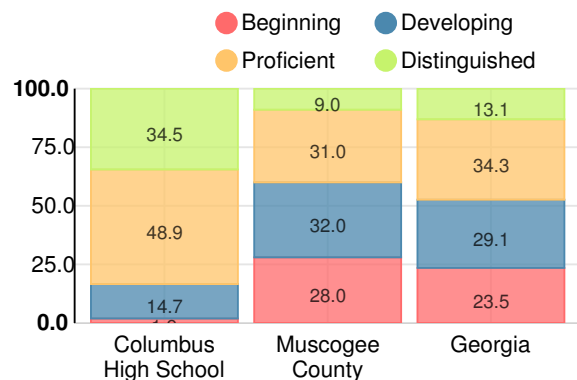 Beginning
Developing
Proficient
Distinguished
100.0
75.0
50.0
25.0
0.0
34.5
48.9
14.7
9.0
31.0
32.0
28.0
13.1
34.3
29.1
23.5
Columbus
High School
Muscogee
County
Georgia